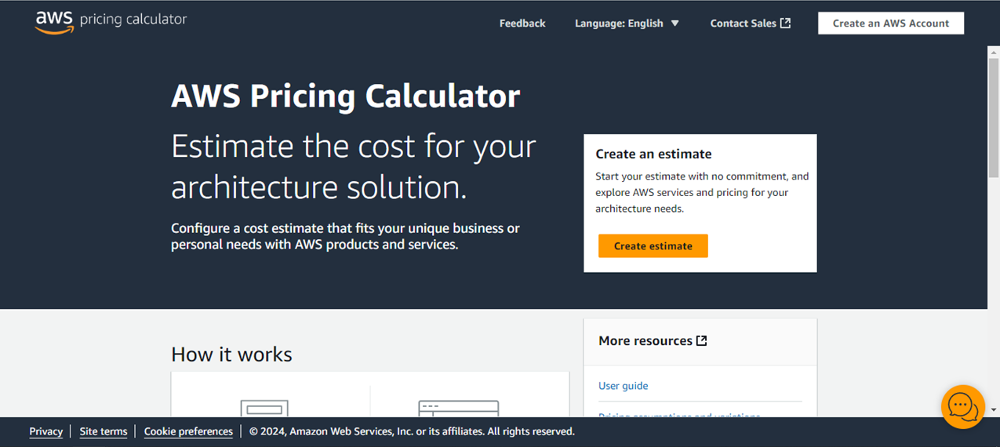 aws pricing calculator
Feedback
Language: English
Contact Sales
Create an AWS Account
AWS Pricing Calculator
Estimate the cost for your
architecture solution.
Configure a cost estimate that fits your unique business or
personal needs with AWS products and services.
Create an estimate
Start your estimate with no commitment, and
explore AWS services and pricing for your
architecture needs.
Create estimate
How it works
More resources
User guide
Pricing assumptions and variations
Privacy
Site terms
Cookie preferences
© 2024, Amazon Web Services, Inc. or its affiliates. All rights reserved.